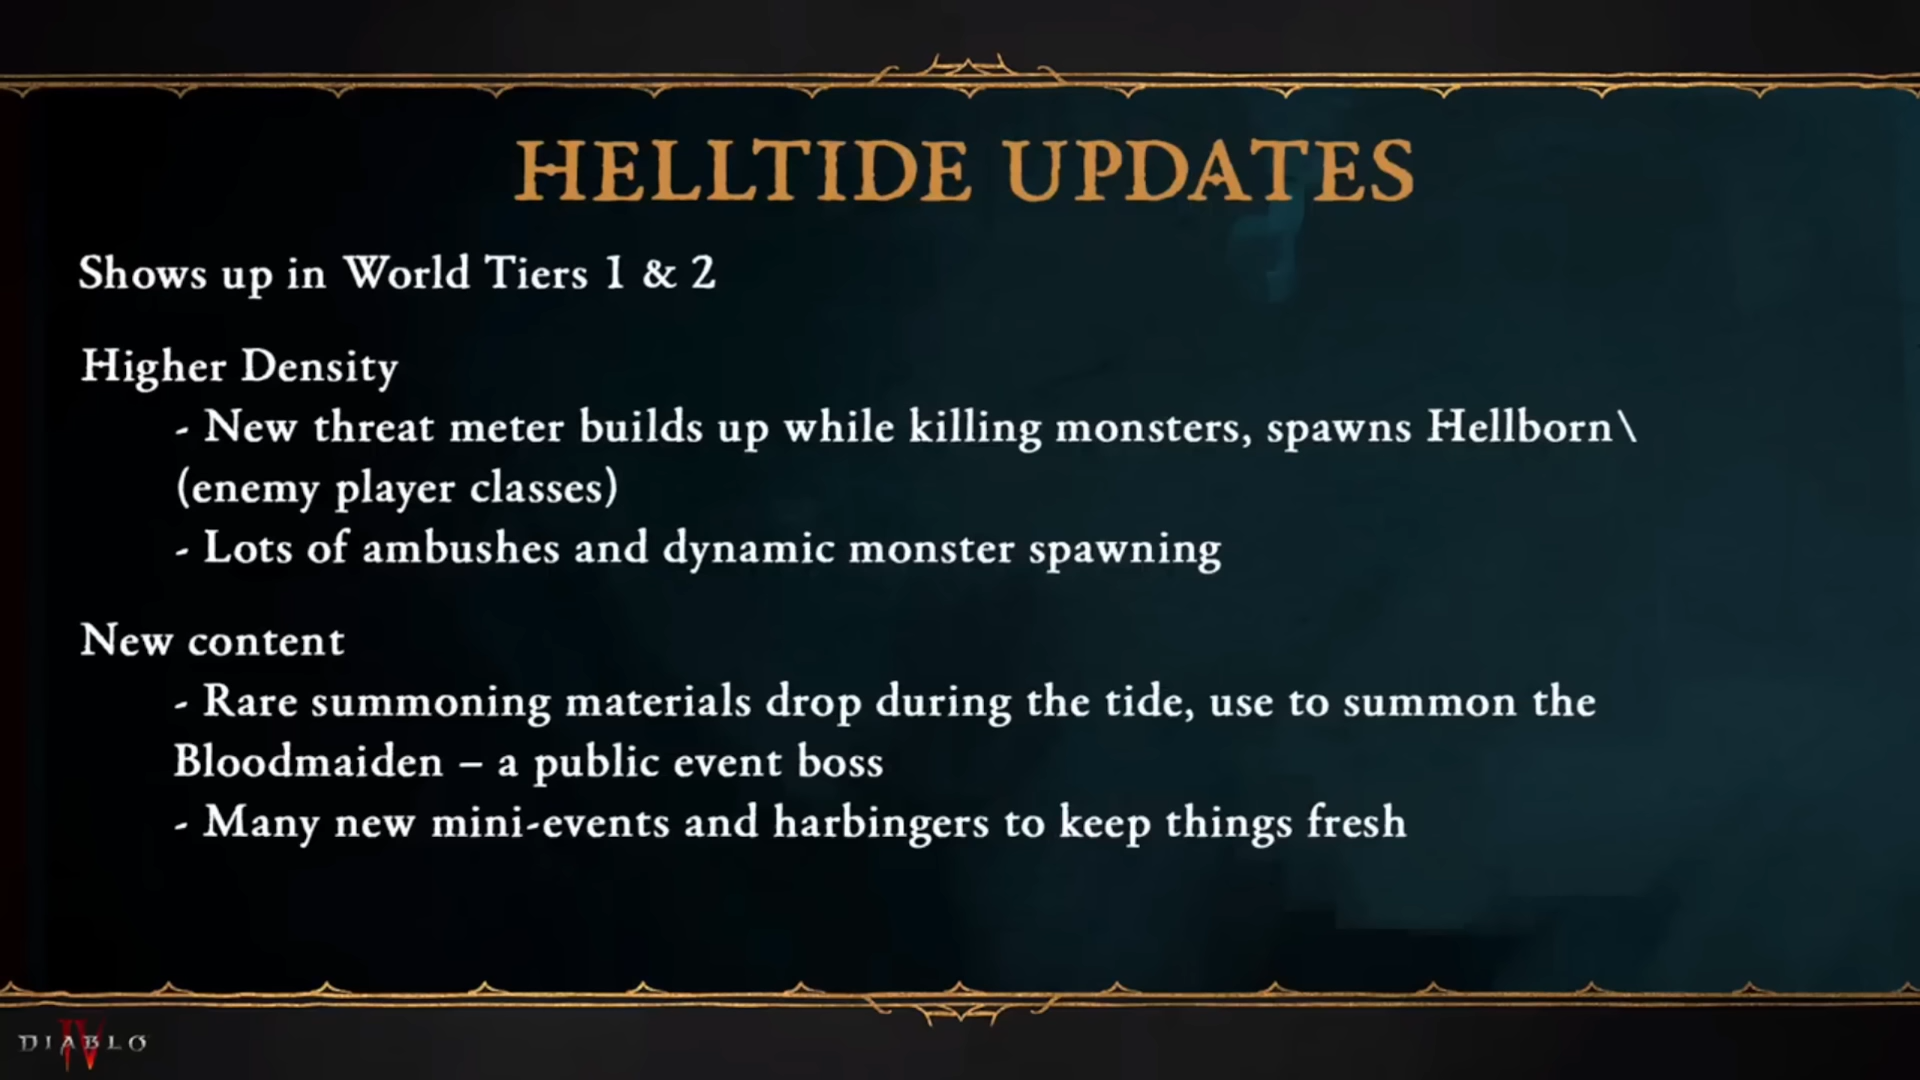 HELLTIDE UPDATES
Shows up in World Tiers 1 & 2
Higher Density
- New threat meter builds up while killing monsters, spawns Hellborn\
(enemy player classes)
- Lots of ambushes and dynamic monster spawning
New content
- Rare summoning materials drop during the tide, use to summon the
Bloodmaiden – a public event boss
- Many new mini-events and harbingers to keep things fresh
DIABLO IV